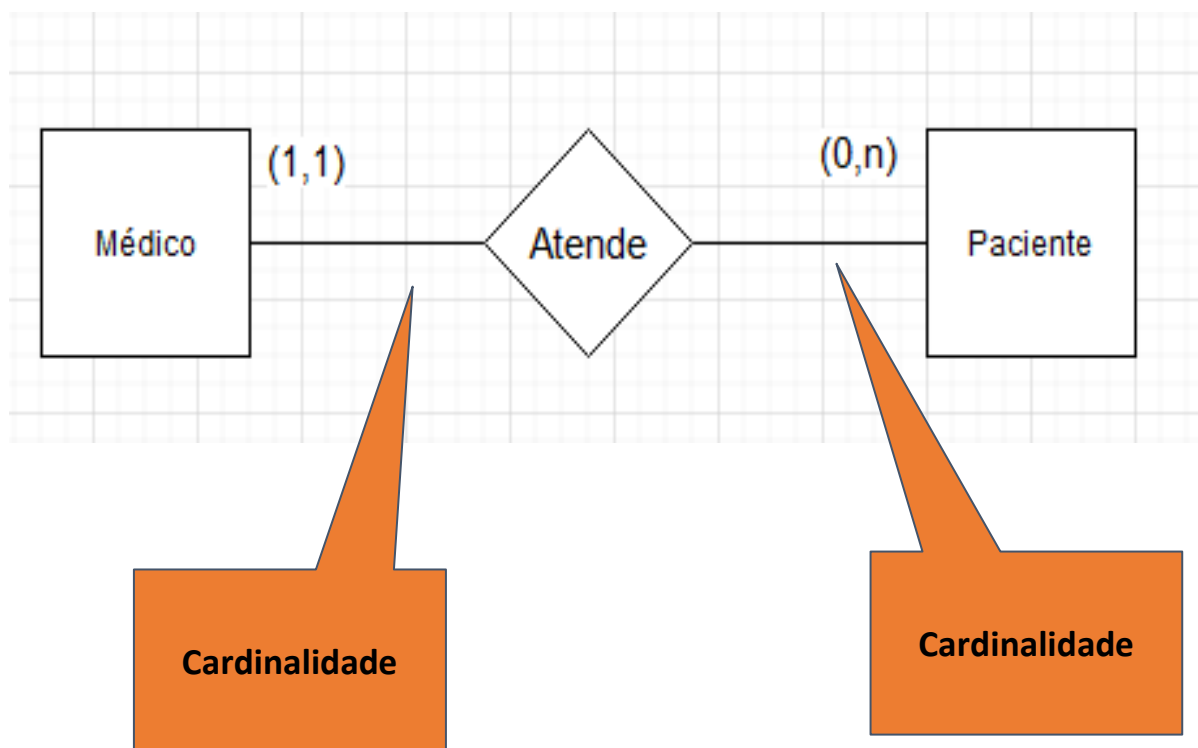 (1,1)
(0,n)
Médico
Atende
Paciente
Cardinalidade
Cardinalidade